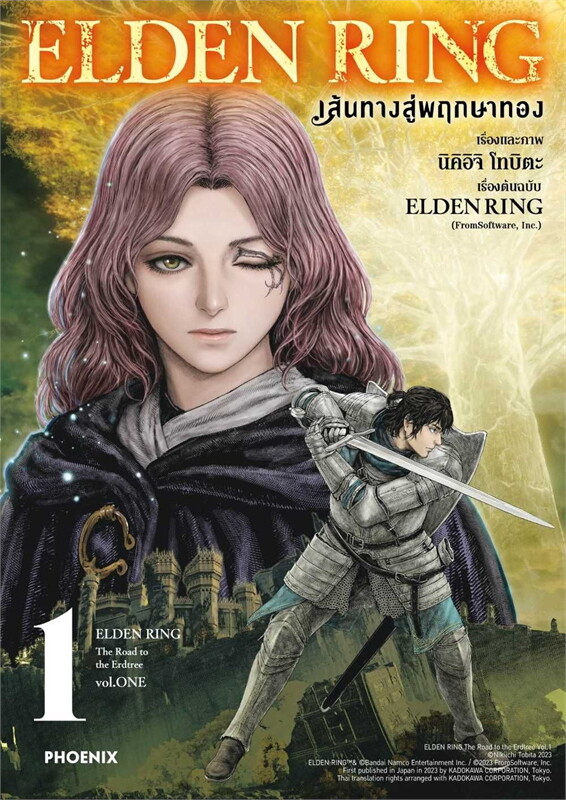 ELDEN RING
เส้นทางสู่พฤกษาทอง
เรื่องและภาพ
นิคิอิจิ โทบิตะ
เรื่องต้นฉบับ
ELDEN RING
(FromSoftware, Inc.)
1
ELDEN RING
The Road to
the Erdtree
vol.ONE
PHOENIX
ELDEN RING The Road to the Erdtree Vol.1
©Nikiichi Tobita 2023
ELDEN RING™& ©Bandai Namco Entertainment Inc. / ©2023 FromSoftware, Inc.
First published in Japan in 2023 by KADOKAWA CORPORATION, Tokyo.
Thai translation rights arranged with KADOKAWA CORPORATION, Tokyo.